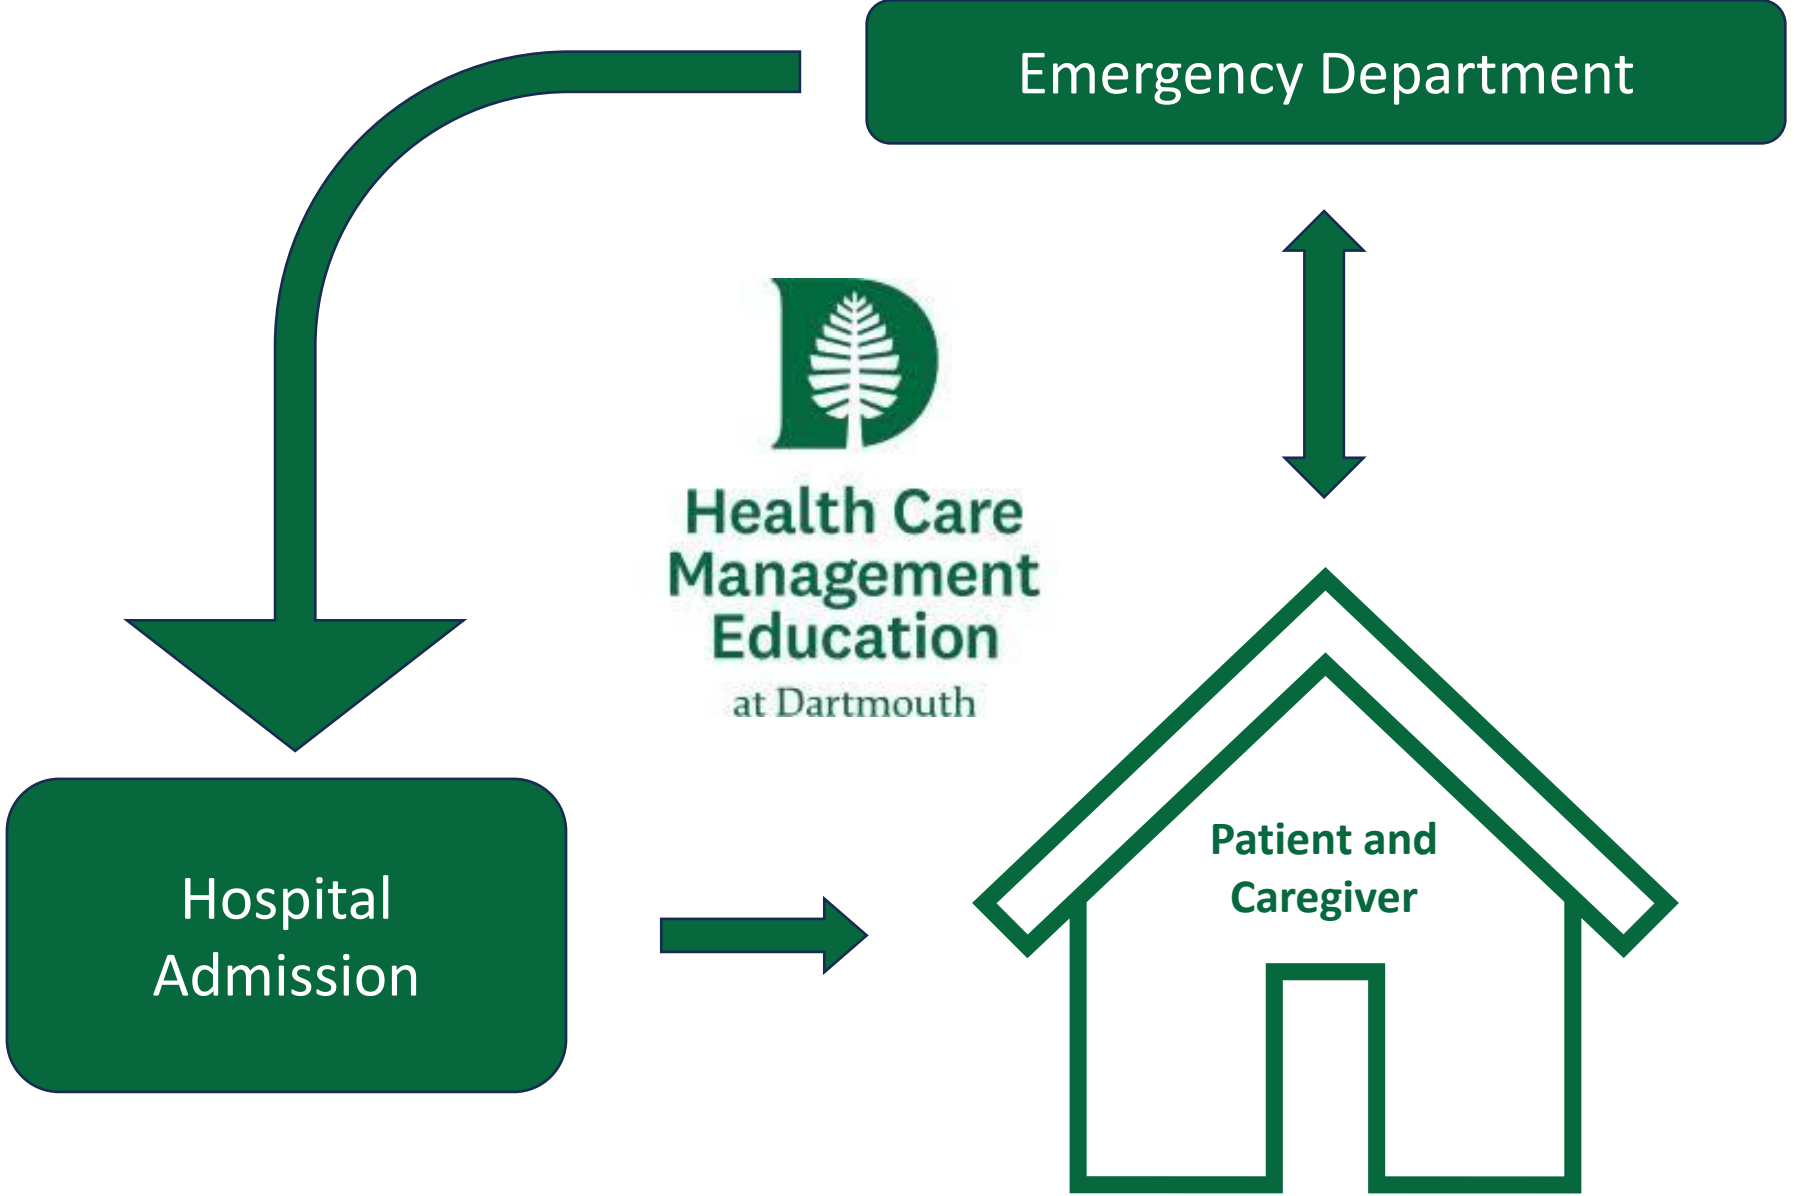 Emergency Department
Health Care
Management
Education
at Dartmouth
Patient and
Caregiver
Hospital
Admission